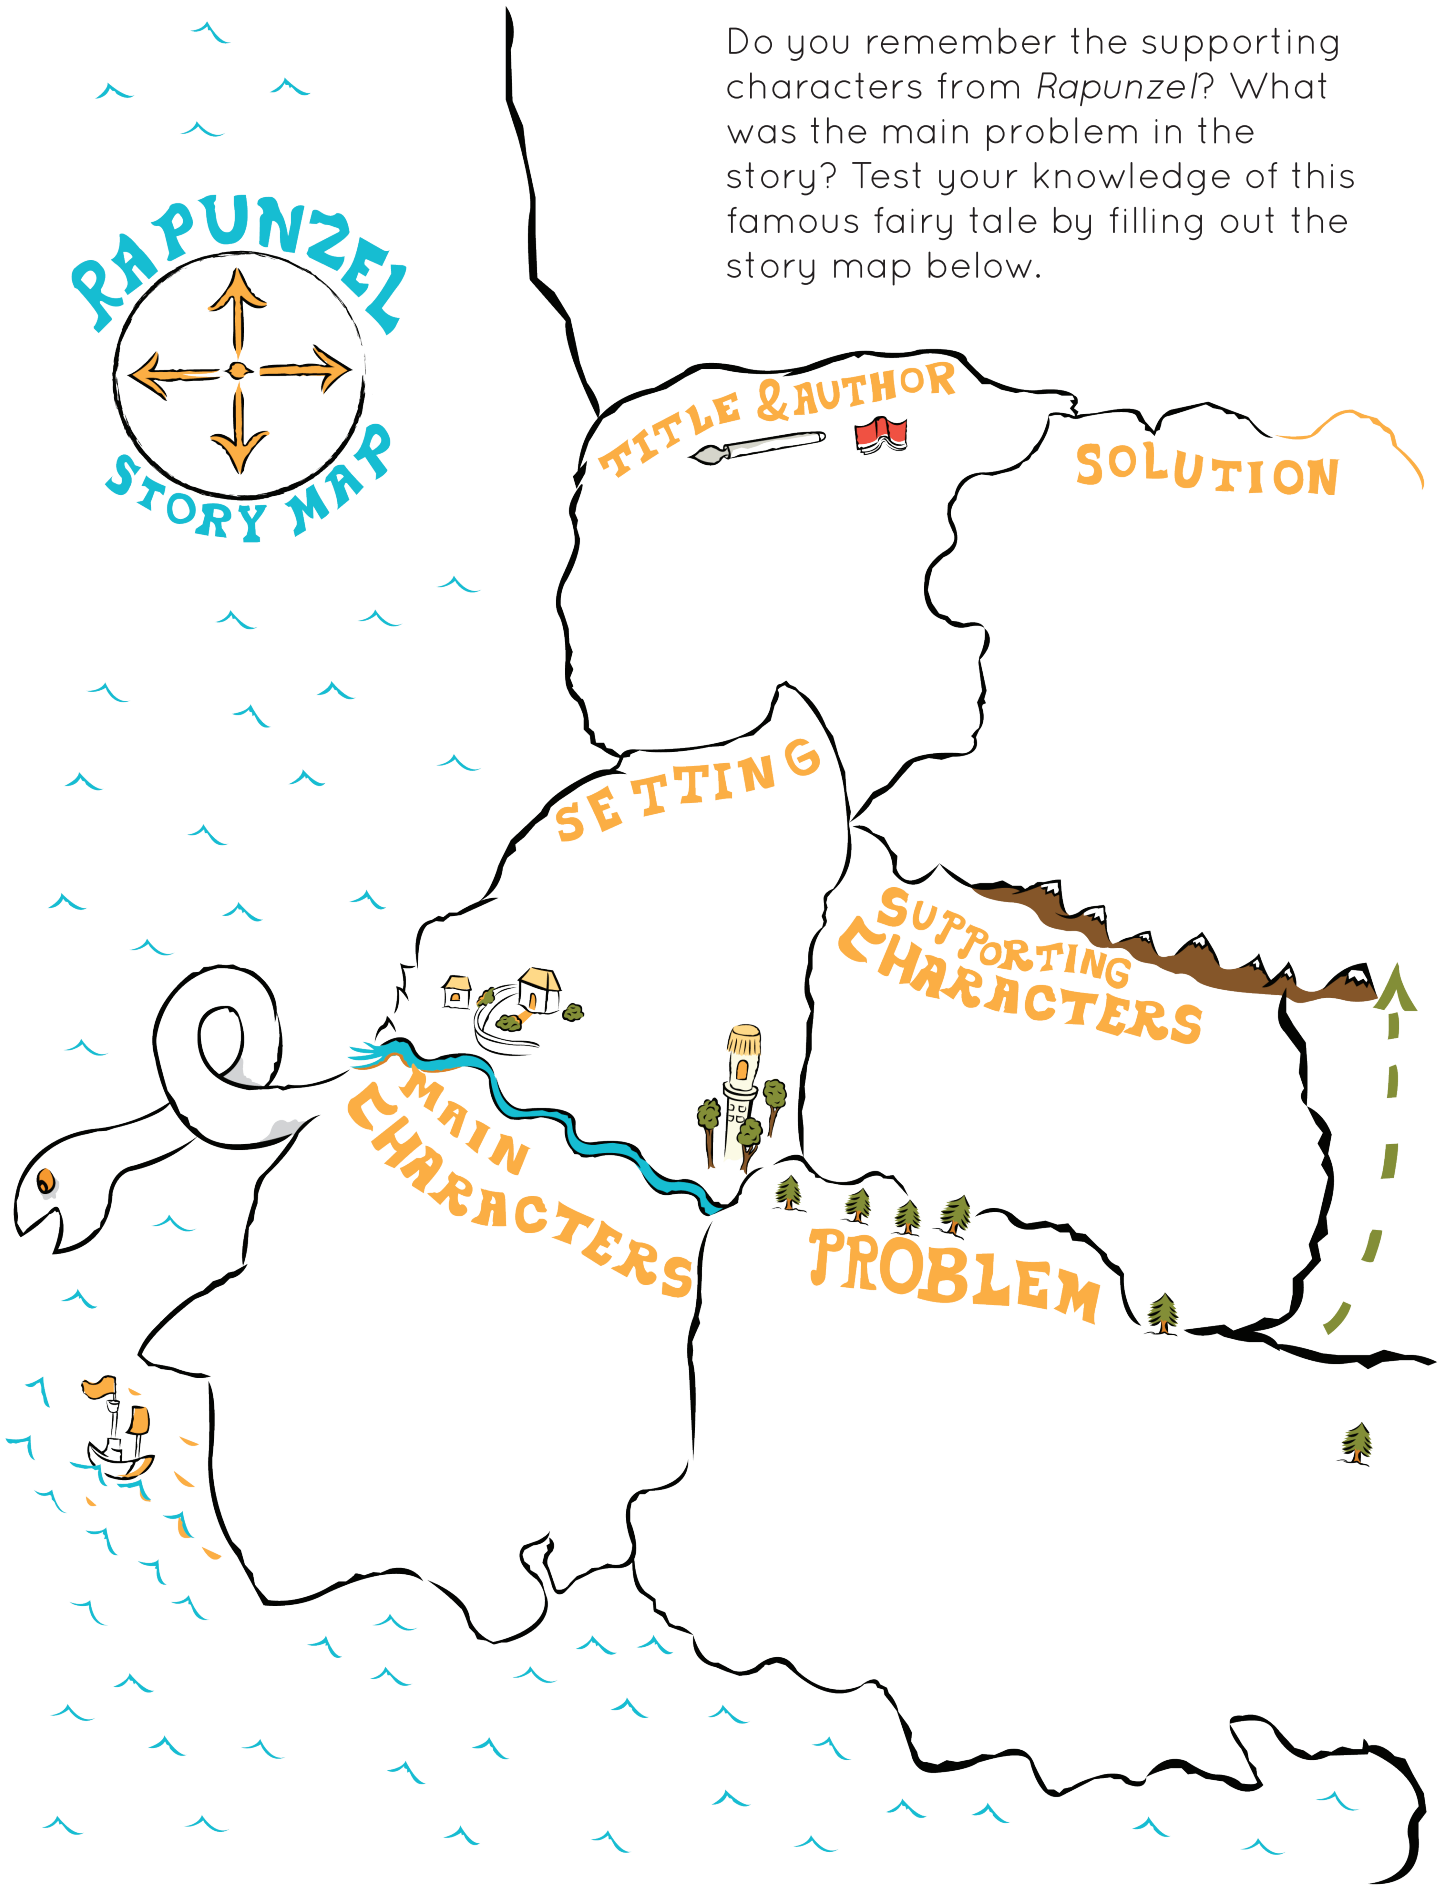 Do you remember the supporting
characters from Rapunzel? What
was the main problem in the
story? Test your knowledge of this
famous fairy tale by filling out the
story map below.
RAPUNZEL
STORY MAP
TITLE & AUTHOR
SOLUTION
SETTING
SUPPORTING
CHARACTERS
MAIN
CHARACTERS
PROBLEM